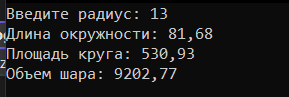 Введите радиус: 13
Длина окружности: 81,68
Площадь круга: 530,93
Объем шара: 9202,77